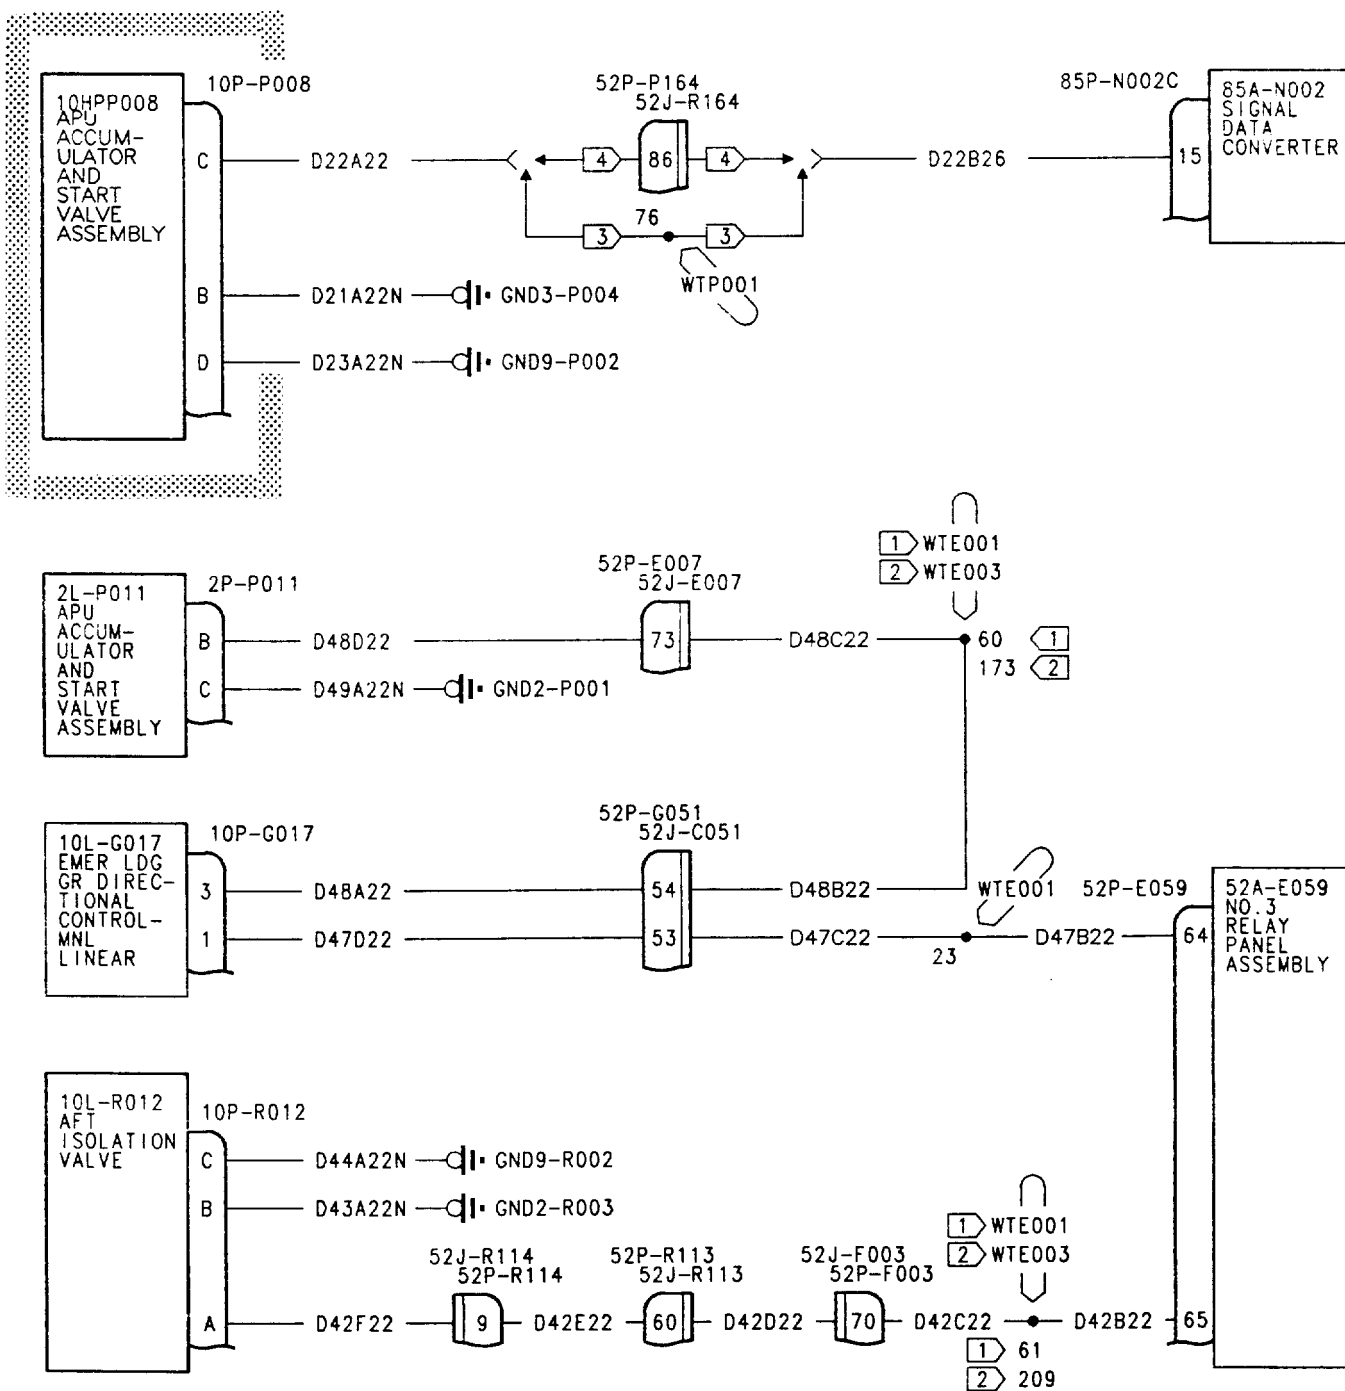 10P-P008
52P-P164
52J-R164
85P-N002C
10HPP008
APU
ACCUM-
ULATOR
AND
START
VALVE
ASSEMBLY
85A-N002
SIGNAL
DATA
CONVERTER
C
D22A22
4
86
4
D22B26
15
76
3
3
WTP001
B
D21A22N
GND3-P004
D
D23A22N
GND9-P002
1 WTE001
2 WTE003
52P-E007
52J-E007
2P-P011
2L-P011
APU
ACCUM-
ULATOR
AND
START
VALVE
ASSEMBLY
B
D48D22
73
D48C22
60 1
173 2
C
D49A22N
GND2-P001
52P-G051
52J-C051
10P-G017
10L-G017
EMER LDG
GR DIREC-
TIONAL
CONTROL-
MNL
LINEAR
3
D48A22
54
D48B22
WTE001
52P-E059
52A-E059
NO.3
RELAY
PANEL
ASSEMBLY
1
D47D22
53
D47C22
23
D47B22
64
10P-R012
10L-R012
AFT
ISOLATION
VALVE
C
D44A22N
GND9-R002
B
D43A22N
GND2-R003
1 WTE001
2 WTE003
52J-R114
52P-R114
52P-R113
52J-R113
52J-F003
52P-F003
A
D42F22
9
D42E22
60
D42D22
70
D42C22
D42B22
65
1 61
2 209